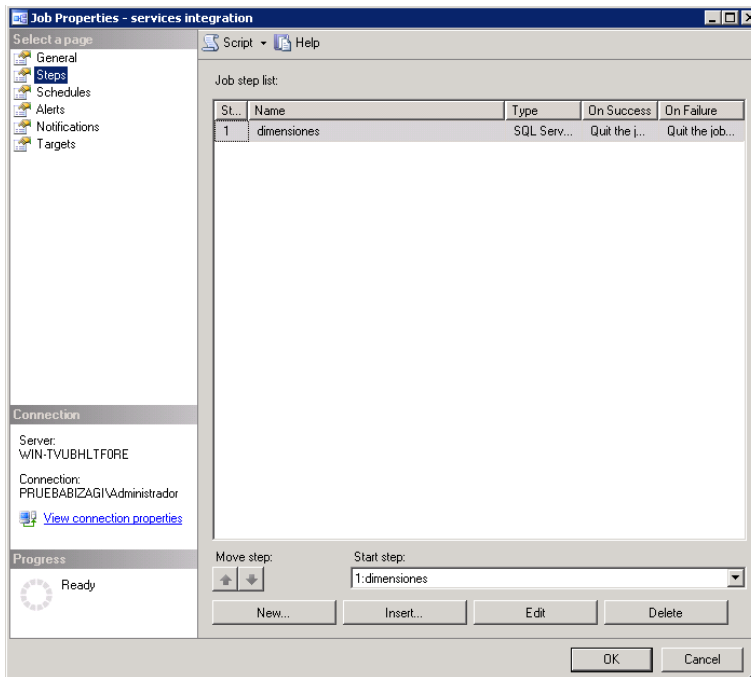 Job Properties - services integration
Select a page
General
Steps
Schedules
Alerts
Notifications
Targets
Script Help
Job step list:
St... Name Type On Success On Failure
1 dimensiones SQL Serv... Quit the j... Quit the job...
Connection
Server:
WIN-TVUBHLTF0RE
Connection:
PRUEBABIZAGI\Administrador
View connection properties
Progress
Ready
Move step: Start step:
1:dimensiones
New... Insert... Edit Delete
OK Cancel